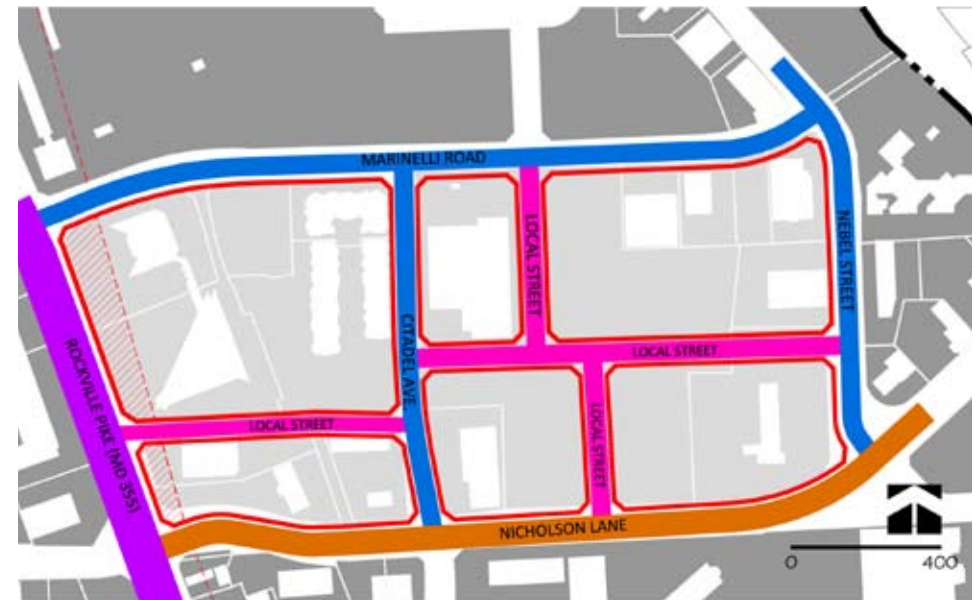 MARINELLI ROAD
LOCAL STREET
NEBEL STREET
CITADEL AVE.
ROCKVILLE PIKE (MD 355)
LOCAL STREET
LOCAL STREET
LOCAL STREET
NICHOLSON LANE
0 400